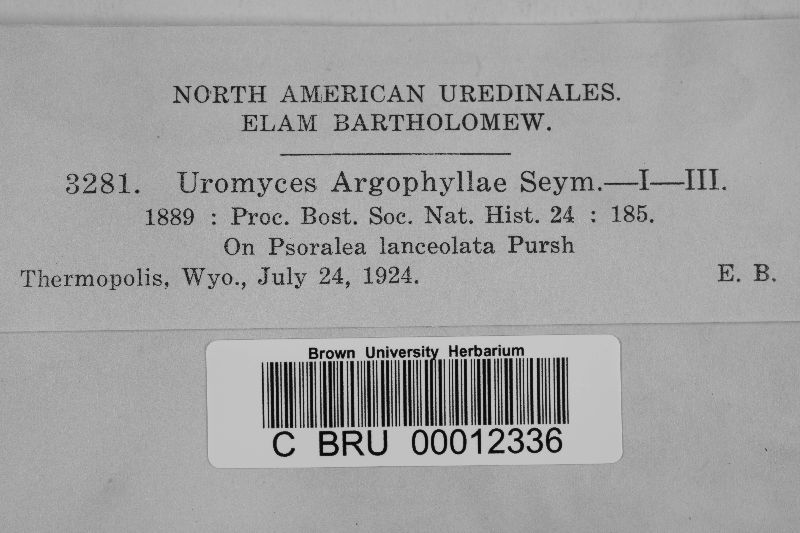 NORTH AMERICAN UREDINALES.
ELAM BARTHOLOMEW.
3281. Uromyces Argophyllae Seym.—I—III.
1889 : Proc. Bost. Soc. Nat. Hist. 24 : 185.
On Psoralea lanceolata Pursh
Thermopolis, Wyo., July 24, 1924. E. B.
Brown University Herbarium
C BRU 00012336